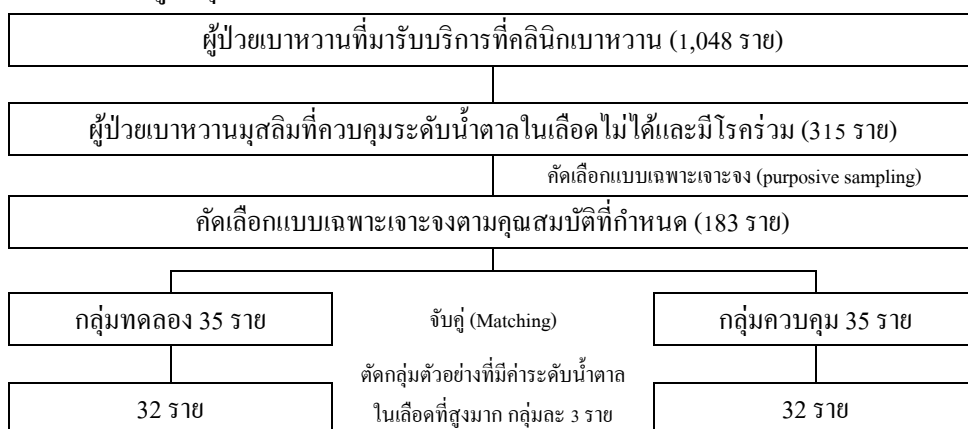 ผู้ป่วยเบาหวานที่มารับบริการที่คลินิกเบาหวาน (1,048 ราย)
ผู้ป่วยเบาหวานมุสลิมที่ควบคุมระดับน้ำตาลในเลือดไม่ได้และมีโรคร่วม (315 ราย)
คัดเลือกแบบเฉพาะเจาะจง (purposive sampling)
คัดเลือกแบบเฉพาะเจาะจงตามคุณสมบัติที่กำหนด (183 ราย)
กลุ่มทดลอง 35 ราย
จับคู่ (Matching)
กลุ่มควบคุม 35 ราย
ตัดกลุ่มตัวอย่างที่มีค่าระดับน้ำตาล
ในเลือดที่สูงมาก กลุ่มละ 3 ราย
32 ราย
32 ราย